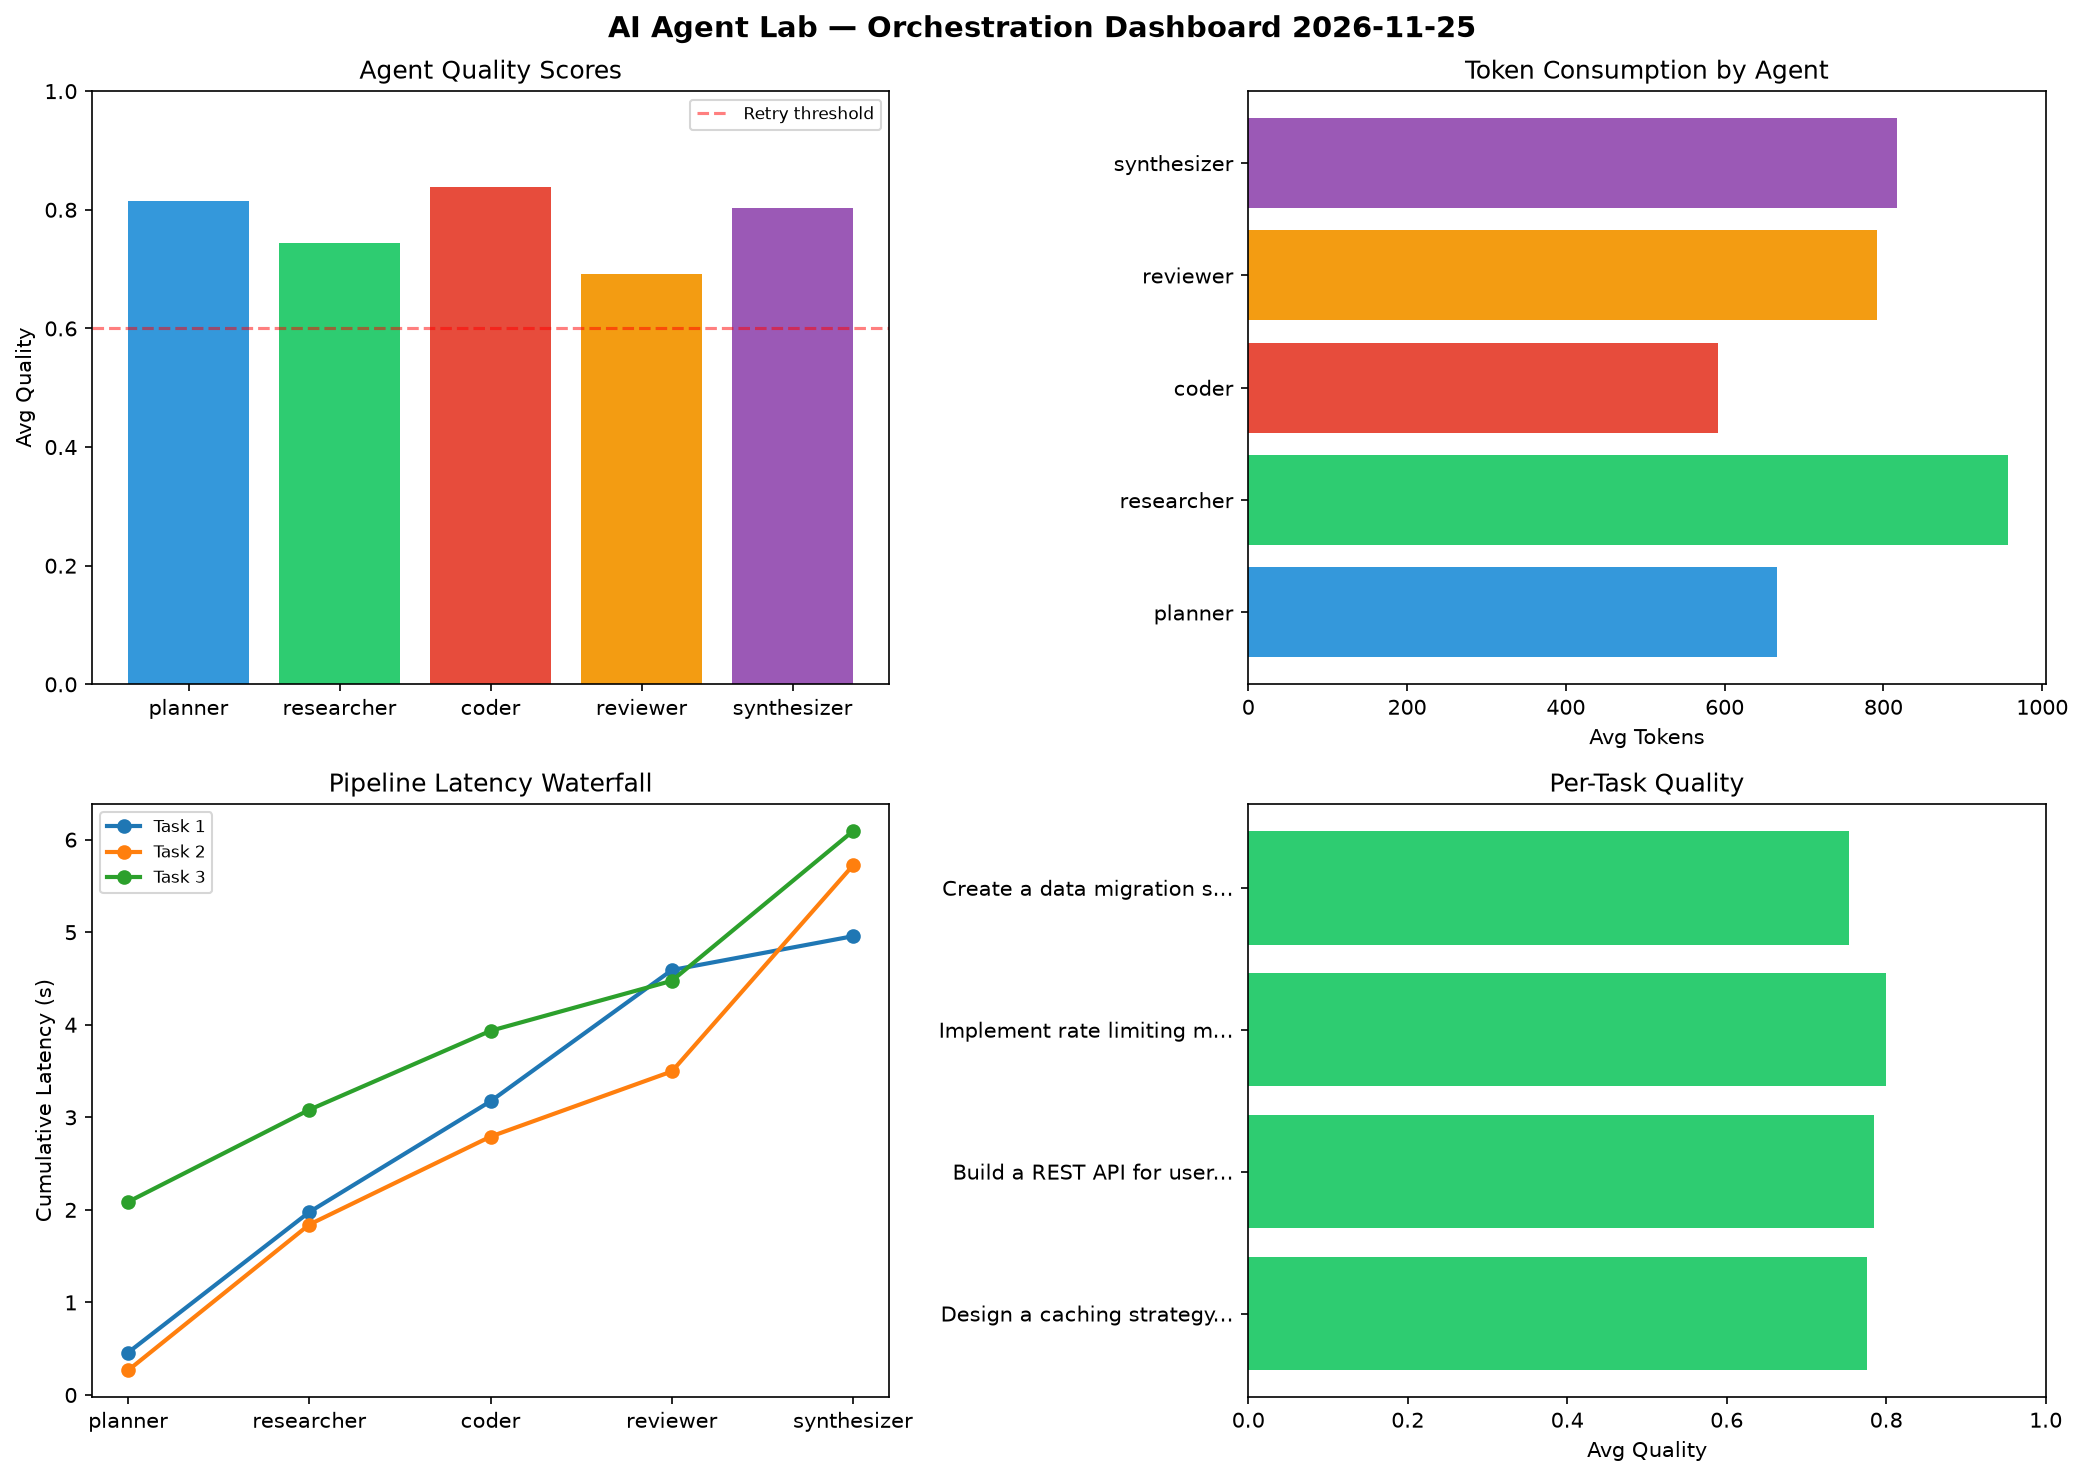 AI Agent Lab — Orchestration Dashboard 2026-11-25
Agent Quality Scores
Avg Quality
1.0
0.8
0.6
0.4
0.2
0.0
Retry threshold
planner researcher coder reviewer synthesizer
Token Consumption by Agent
synthesizer
reviewer
coder
researcher
planner
0 200 400 600 800 1000
Avg Tokens
Pipeline Latency Waterfall
Cumulative Latency (s)
6
5
4
3
2
1
0
Task 1
Task 2
Task 3
planner researcher coder reviewer synthesizer
Per-Task Quality
Create a data migration s...
Implement rate limiting m...
Build a REST API for user...
Design a caching strategy...
0.0 0.2 0.4 0.6 0.8 1.0
Avg Quality